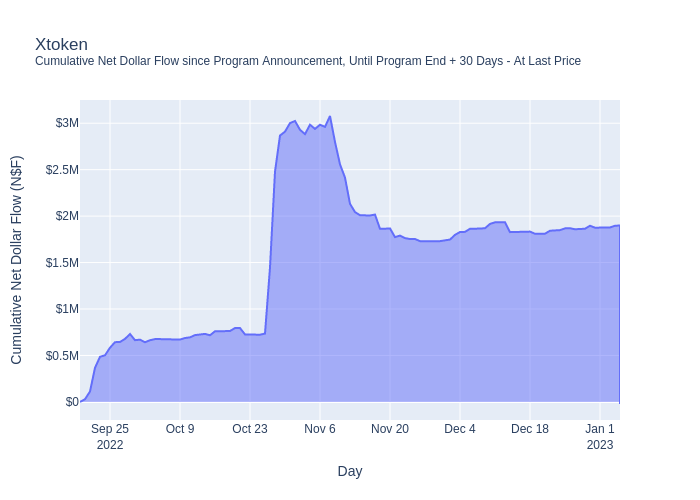 Xtoken
Cumulative Net Dollar Flow since Program Announcement, Until Program End + 30 Days - At Last Price
Cumulative Net Dollar Flow (N$F)
$3M
$2.5M
$2M
$1.5M
$1M
$0.5M
$0
Sep 25
2022
Oct 9
Oct 23
Nov 6
Nov 20
Dec 4
Dec 18
Jan 1
2023
Day